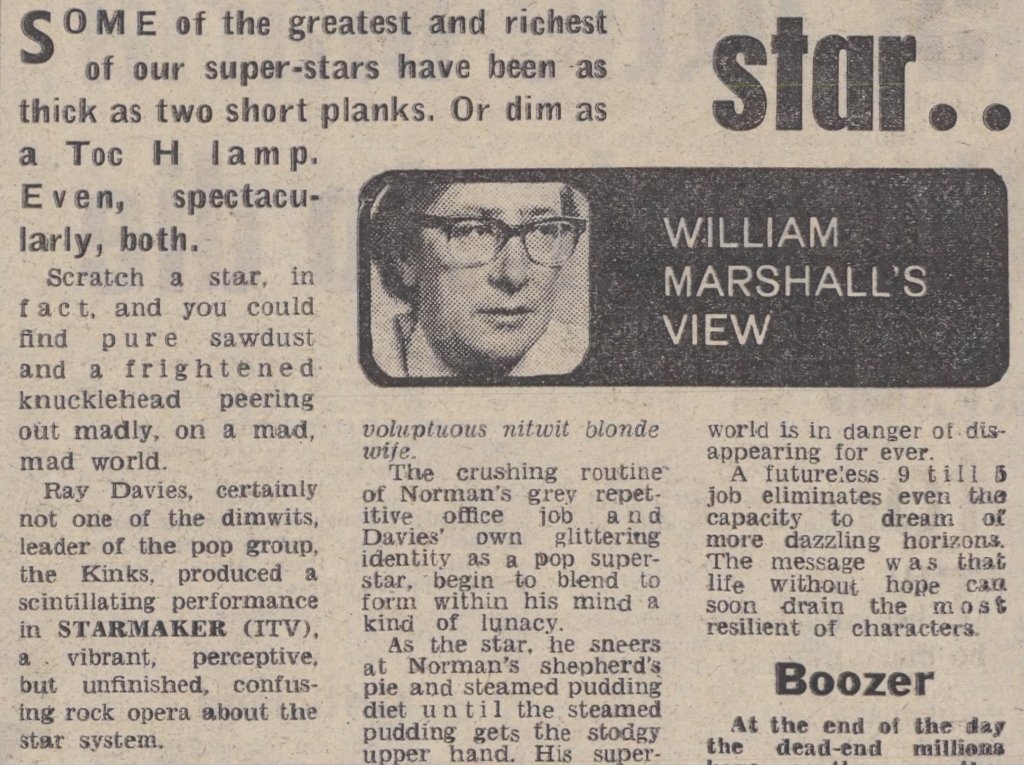 star..
SOME of the greatest and richest
of our super-stars have been as
thick as two short planks. Or dim as
a Toc H lamp.
Even, spectacu-
larly, both.
Scratch a star, in
fact, and you could
find pure sawdust
and a frightened
knucklehead peering
out madly, on a mad,
mad world.
Ray Davies, certainly
not one of the dimwits,
leader of the pop group,
the Kinks, produced a
scintillating performance
in STARMAKER (ITV),
a vibrant, perceptive,
but unfinished, confus-
ing rock opera about the
star system.
WILLIAM
MARSHALL'S
VIEW
voluptuous nitwit blonde
wife.
The crushing routine
of Norman's grey repet-
itive office job and
Davies' own glittering
identity as a pop super-
star, begin to blend to
form within his mind a
kind of lunacy.
As the star, he sneers
at Norman's shepherd's
pie and steamed pudding
diet until the steamed
pudding gets the stodgy
upper hand. His super-
world is in danger of dis-
appearing for ever.
A futureless 9 till 5
job eliminates even the
capacity to dream of
more dazzling horizons.
The message was that
life without hope can
soon drain the most
resilient of characters.
Boozer
At the end of the day
the dead-end millions